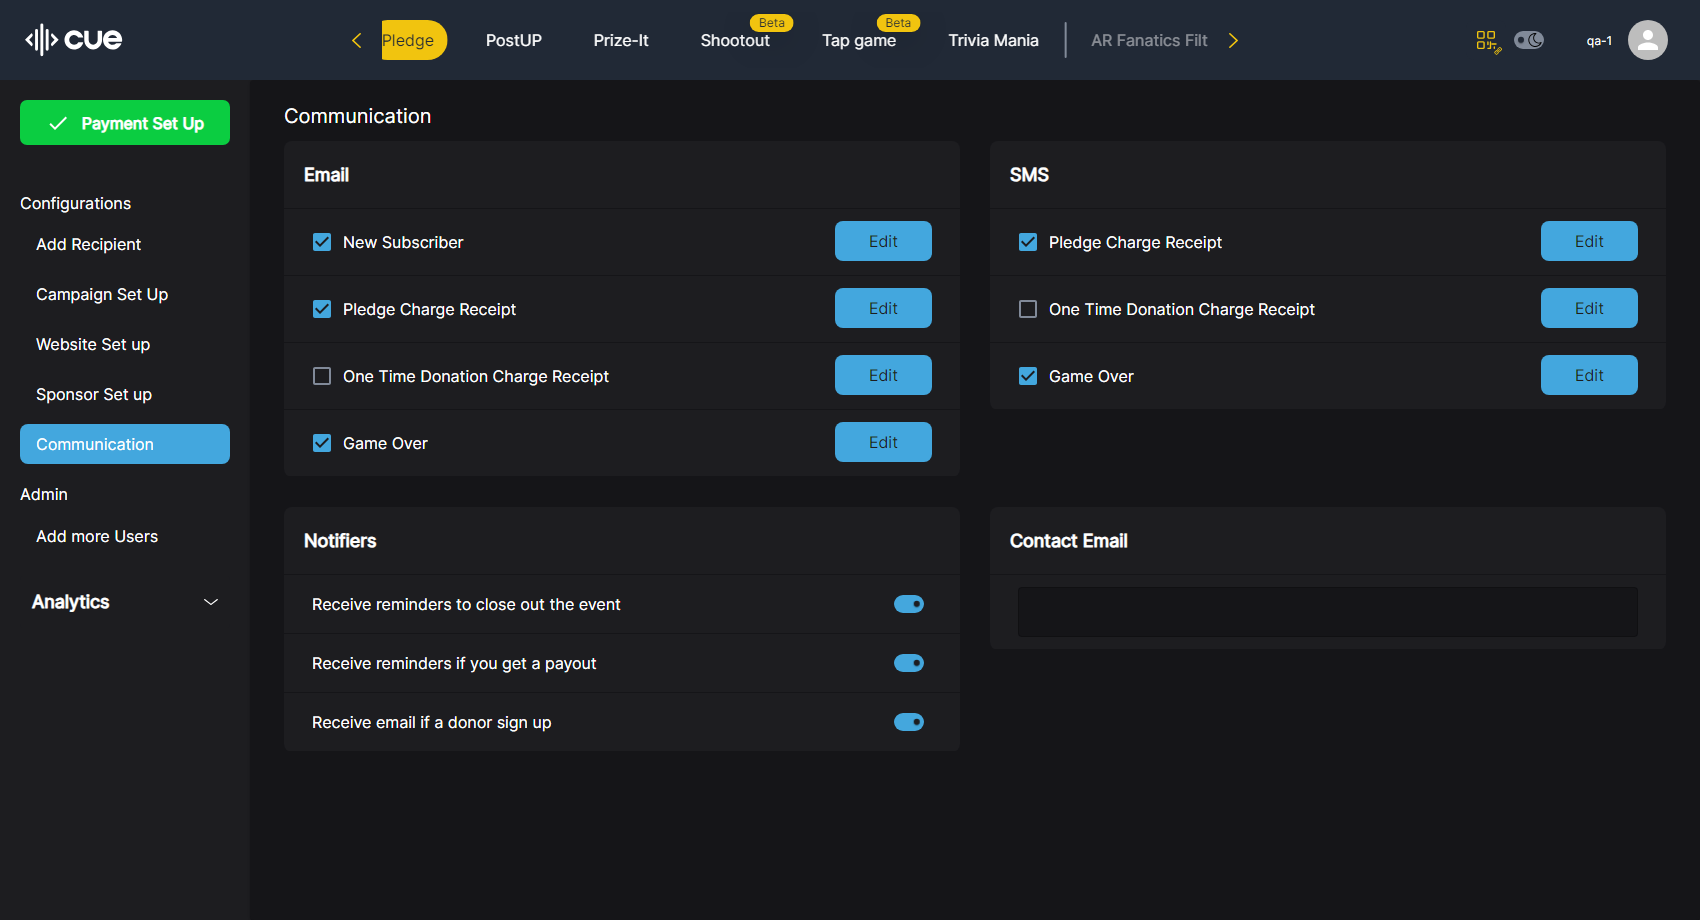 cue
Pledge
PostUP
Prize-It
Shootout
Beta
Tap game
Beta
Trivia Mania
AR Fanatics Filt
qa-1
Payment Set Up
Configurations
Add Recipient
Campaign Set Up
Website Set up
Sponsor Set up
Communication
Admin
Add more Users
Analytics
Communication
Email
New Subscriber
Edit
Pledge Charge Receipt
Edit
One Time Donation Charge Receipt
Edit
Game Over
Edit
SMS
Pledge Charge Receipt
Edit
One Time Donation Charge Receipt
Edit
Game Over
Edit
Notifiers
Receive reminders to close out the event
Receive reminders if you get a payout
Receive email if a donor sign up
Contact Email